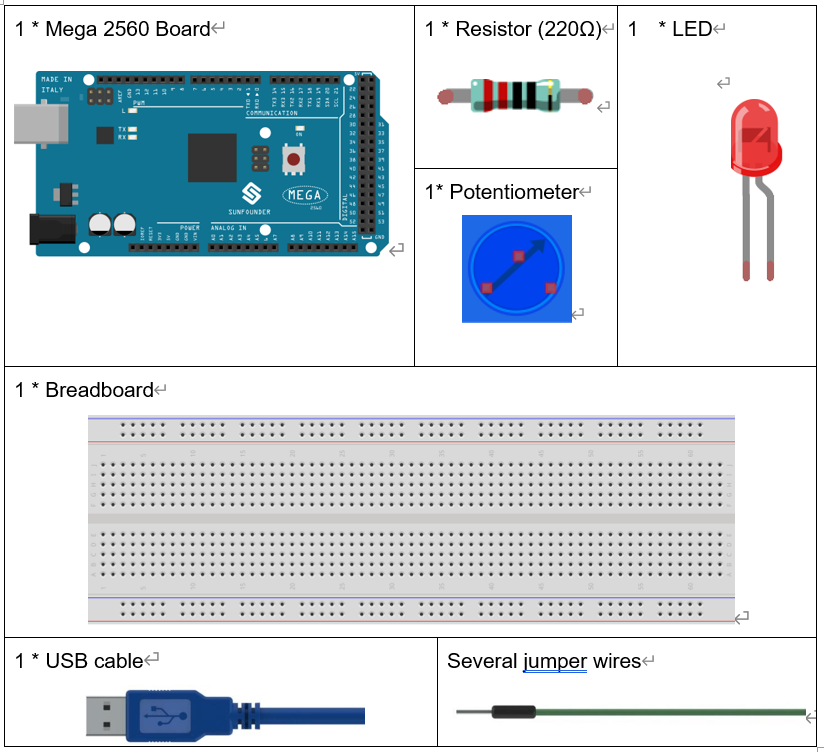 1 * Mega 2560 Board
1 * Resistor (220Ω)
1 * LED
MADE IN
ITALY
PWM
L
TX
RX
COMMUNICATION
ON
SUNFOUNDER
MEGA
2560
DIGITAL
POWER
ANALOG IN
1* Potentiometer
1 * Breadboard
1 * USB cable
Several jumper wires